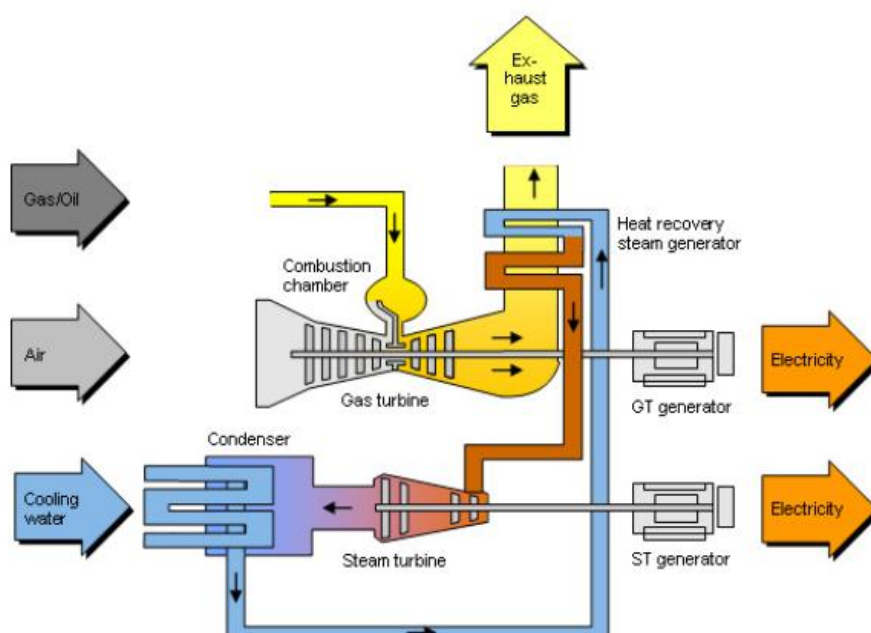 Ex-
haust
gas
Gas/Oil
Heat recovery
steam generator
Combustion
chamber
Air
Electricity
Gas turbine
GT generator
Condenser
Cooling
water
Electricity
Steam turbine
ST generator